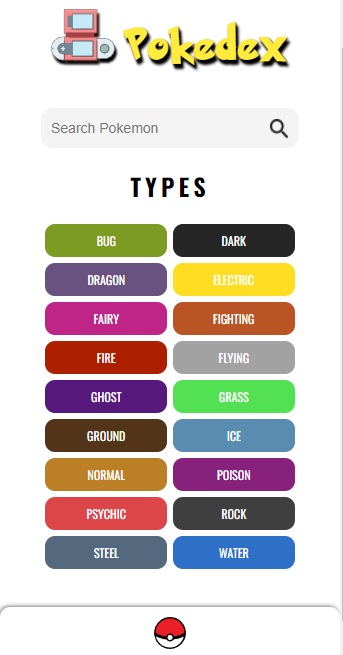 Pokedex
Search Pokemon
TYPES
BUG
DARK
DRAGON
ELECTRIC
FAIRY
FIGHTING
FIRE
FLYING
GHOST
GRASS
GROUND
ICE
NORMAL
POISON
PSYCHIC
ROCK
STEEL
WATER